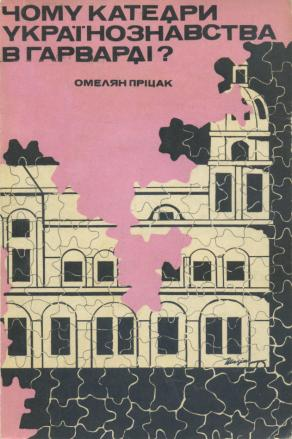 ЧОМУ КАТЕДРИ
УКРАЇНОЗНАВСТВА
В ГАРВАРДІ?
ОМЕЛЯН ПРІЦАК